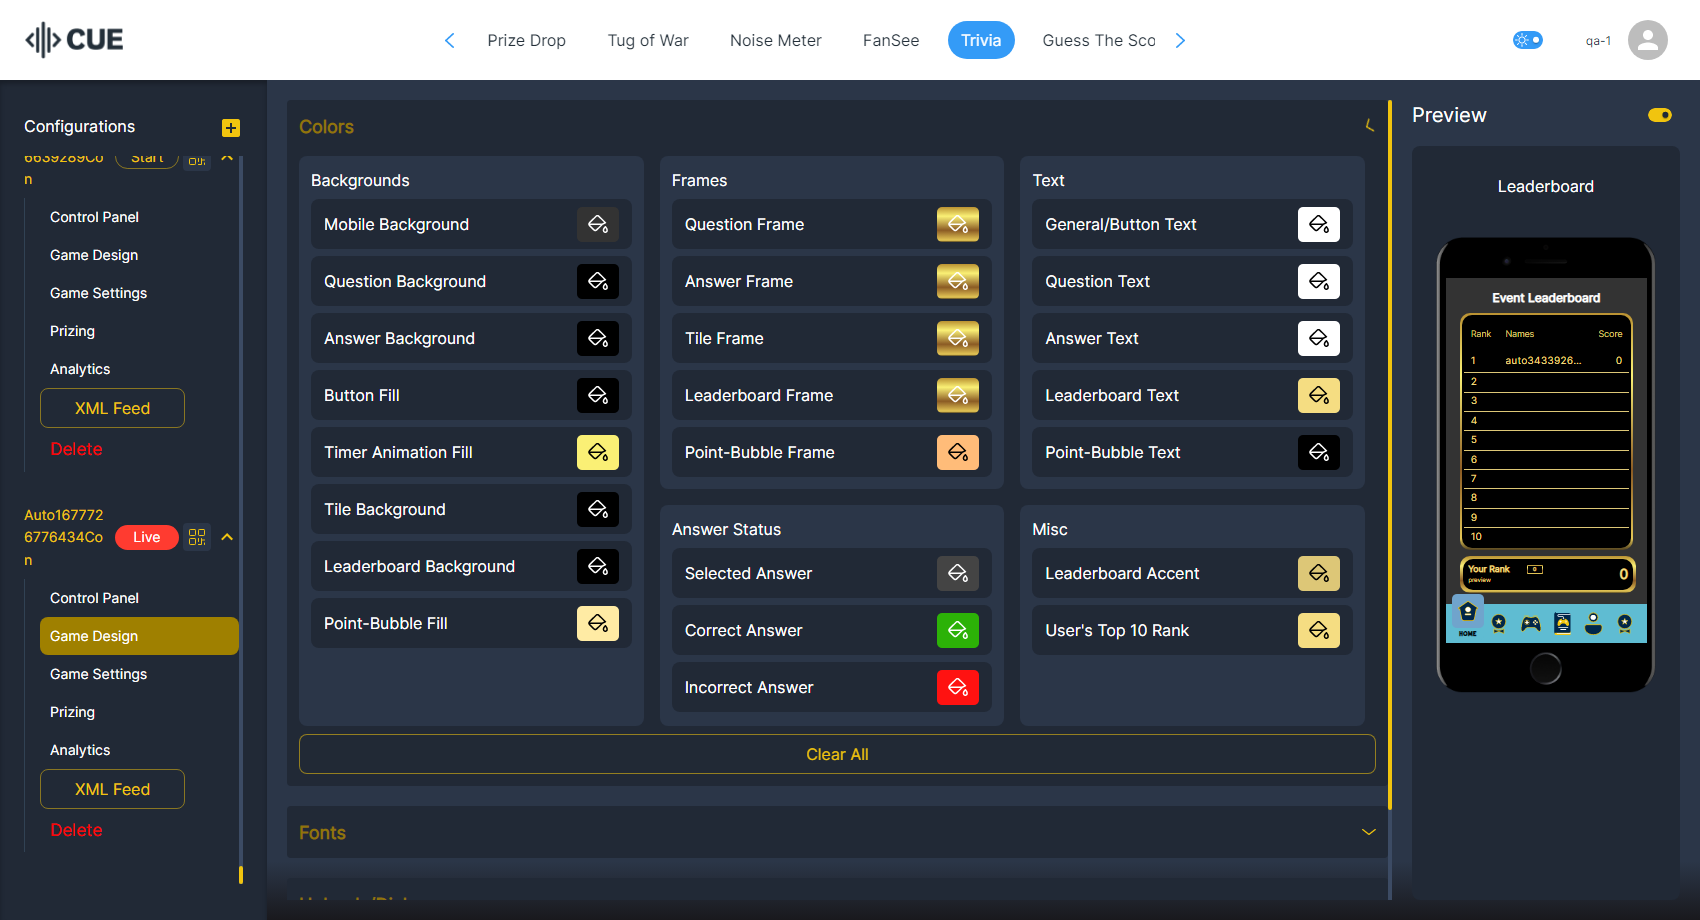 CUE
Prize Drop
Tug of War
Noise Meter
FanSee
Trivia
Guess The Sco
qa-1
Configurations
6639289Co
n
Start
Control Panel
Game Design
Game Settings
Prizing
Analytics
XML Feed
Delete
Auto167772
6776434Co
n
Live
Control Panel
Game Design
Game Settings
Prizing
Analytics
XML Feed
Delete
Colors
Backgrounds
Mobile Background
Question Background
Answer Background
Button Fill
Timer Animation Fill
Tile Background
Leaderboard Background
Point-Bubble Fill
Frames
Question Frame
Answer Frame
Tile Frame
Leaderboard Frame
Point-Bubble Frame
Text
General/Button Text
Question Text
Answer Text
Leaderboard Text
Point-Bubble Text
Answer Status
Selected Answer
Correct Answer
Incorrect Answer
Misc
Leaderboard Accent
User's Top 10 Rank
Clear All
Fonts
Preview
Leaderboard
Event Leaderboard
Rank Names Score
1 auto3433926... 0
2
3
4
5
6
7
8
9
10
Your Rank 0 0
preview
HOME